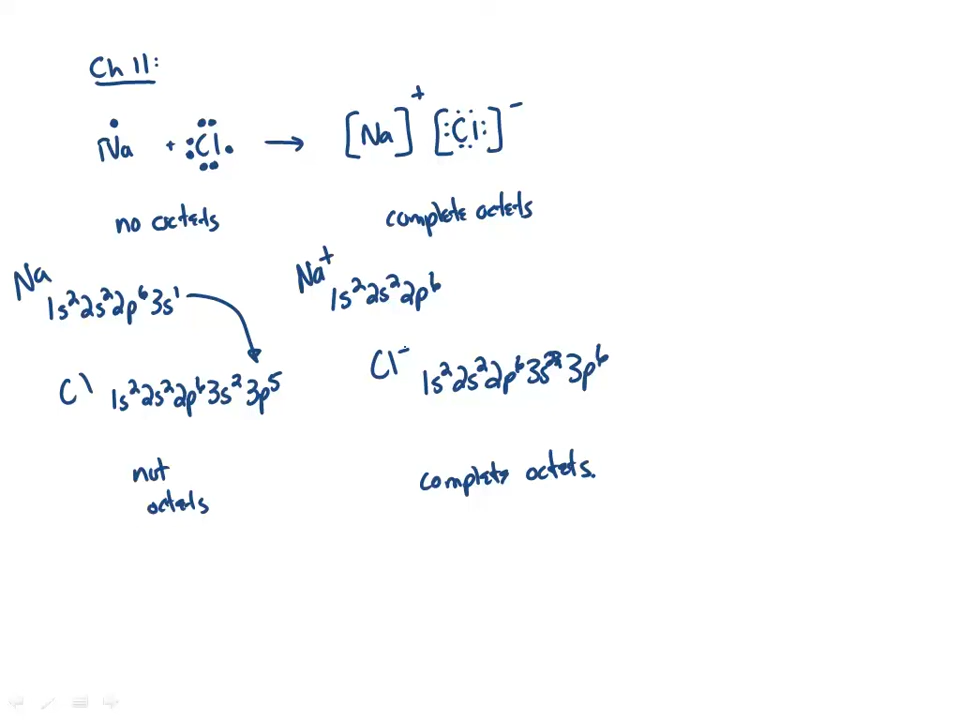 Ch 11:
Na + Cl → [Na]⁺ [Cl]⁻
no octets
complete octets
Na
1s²2s²2p⁶3s¹
Na⁺
1s²2s²2p⁶
Cl 1s²2s²2p⁶3s²3p⁵
Cl⁻ 1s²2s²2p⁶3s²3p⁶
not
octets
complete octets.